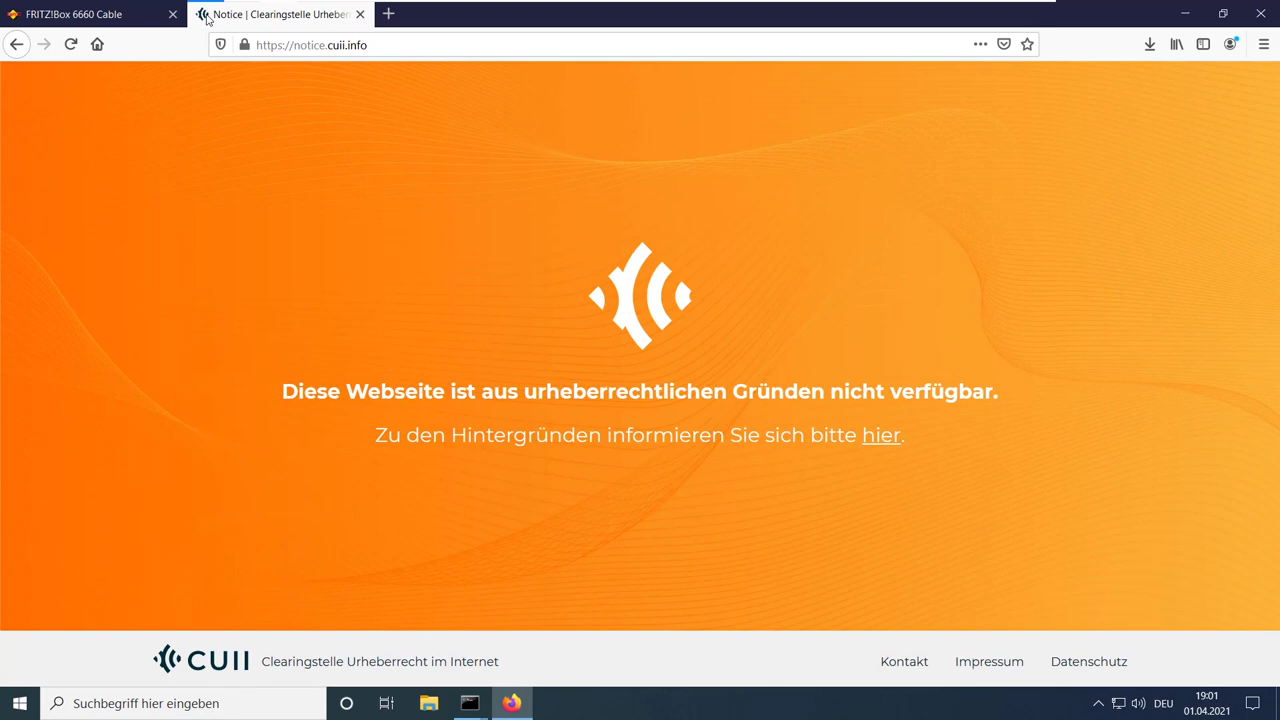 FRITZ!Box 6660 Cable
Notice | Clearingstelle Urheber
https://notice.cuii.info
Diese Webseite ist aus urheberrechtlichen Gründen nicht verfügbar.
Zu den Hintergründen informieren Sie sich bitte hier.
CUII Clearingstelle Urheberrecht im Internet
Kontakt Impressum Datenschutz
Suchbegriff hier eingeben
DEU
19:01
01.04.2021